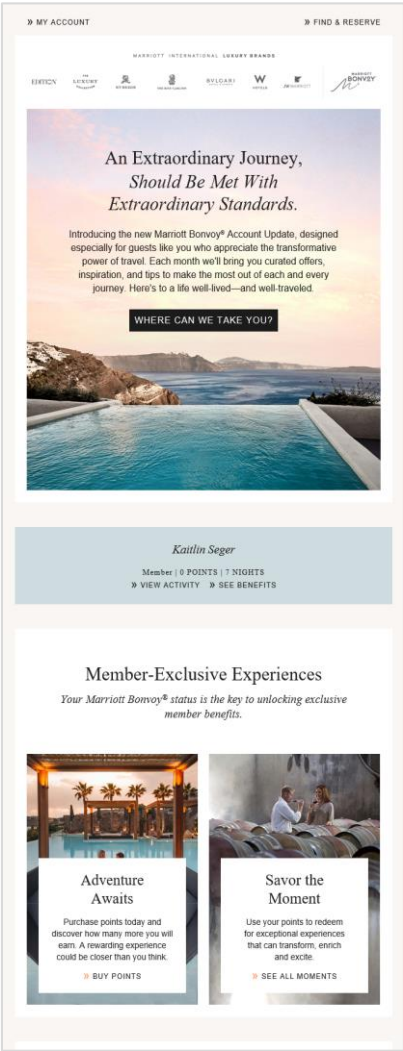 » MY ACCOUNT
» FIND & RESERVE
MARRIOTT INTERNATIONAL LUXURY BRANDS
EDITION
THE
LUXURY
COLLECTION
BVLGARI
W
HOTELS
JW MARRIOTT
MARRIOTT
BONVOY
An Extraordinary Journey,
Should Be Met With
Extraordinary Standards.
Introducing the new Marriott Bonvoy® Account Update, designed
especially for guests like you who appreciate the transformative
power of travel. Each month we'll bring you curated offers,
inspiration, and tips to make the most out of each and every
journey. Here's to a life well-lived—and well-traveled.
WHERE CAN WE TAKE YOU?
Kaitlin Seger
Member | 0 POINTS | 7 NIGHTS
» VIEW ACTIVITY » SEE BENEFITS
Member-Exclusive Experiences
Your Marriott Bonvoy® status is the key to unlocking exclusive
member benefits.
Adventure
Awaits
Purchase points today and
discover how many more you will
earn. A rewarding experience
could be closer than you think.
» BUY POINTS
Savor the
Moment
Use your points to redeem
for exceptional experiences
that can transform, enrich
and excite.
» SEE ALL MOMENTS